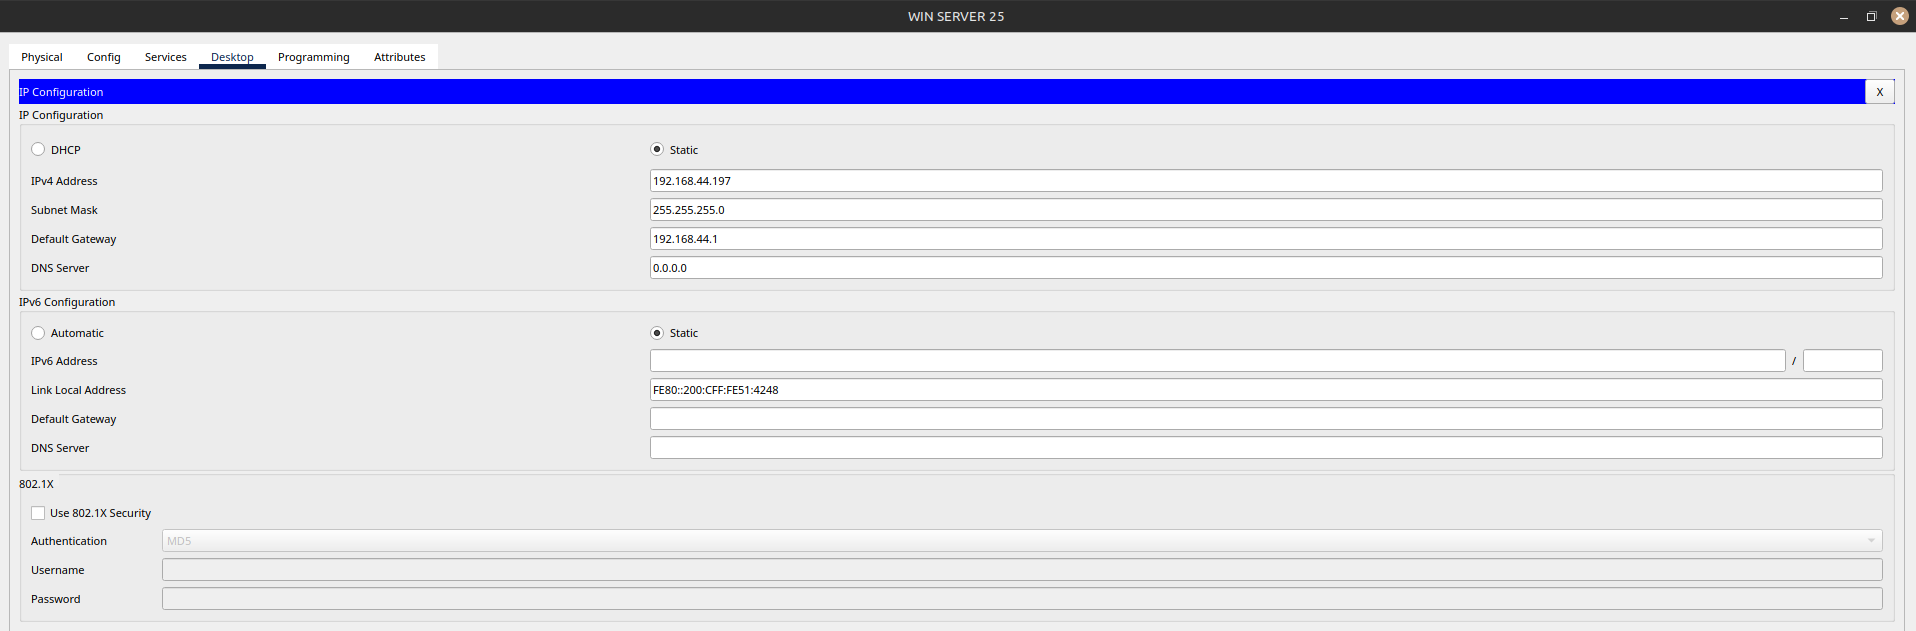 WIN SERVER 25
Physical Config Services Desktop Programming Attributes
IP Configuration X
IP Configuration
DHCP Static
IPv4 Address 192.168.44.197
Subnet Mask 255.255.255.0
Default Gateway 192.168.44.1
DNS Server 0.0.0.0
IPv6 Configuration
Automatic Static
IPv6 Address /
Link Local Address FE80::200:CFF:FE51:4248
Default Gateway
DNS Server
802.1X
Use 802.1X Security
Authentication MD5
Username
Password